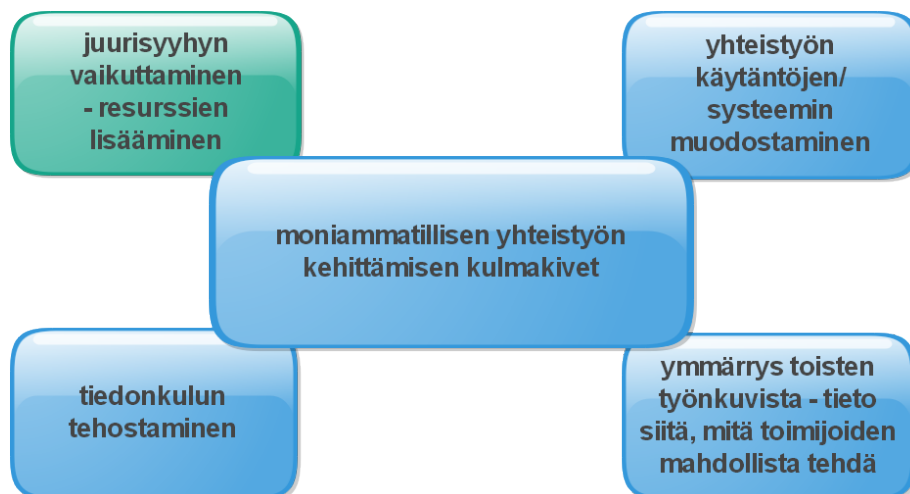 juurisyyhyn
vaikuttaminen
- resurssien
lisääminen
yhteistyön
käytäntöjen/
systeemin
muodostaminen
moniammatillisen yhteistyön
kehittämisen kulmakivet
tiedonkulun
tehostaminen
ymmärrys toisten
työnkuvista - tieto
siitä, mitä toimijoiden
mahdollista tehdä